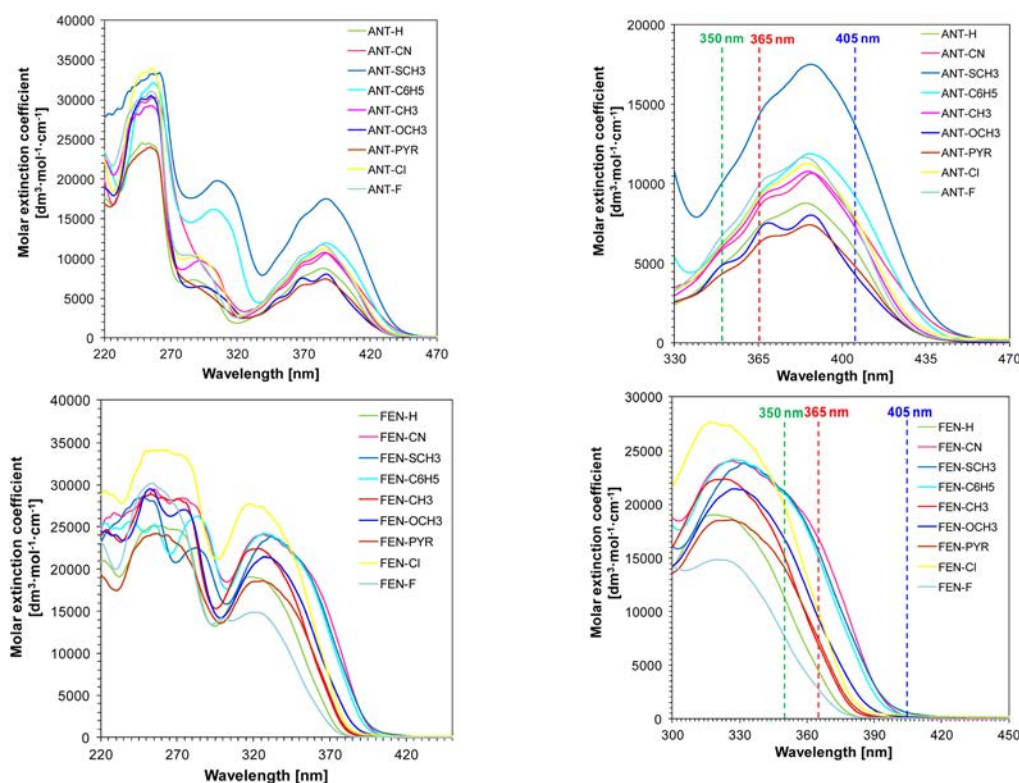 40000
35000
30000
25000
20000
15000
10000
5000
0
220 270 320 370 420 470
Wavelength [nm]
Molar extinction coefficient
[dm³·mol⁻¹·cm⁻¹]
ANT-H
ANT-CN
ANT-SCH3
ANT-C6H5
ANT-CH3
ANT-OCH3
ANT-PYR
ANT-Cl
ANT-F
20000
15000
10000
5000
0
330 365 400 435 470
Wavelength [nm]
Molar extinction coefficient
[dm³·mol⁻¹·cm⁻¹]
350 nm 365 nm 405 nm
ANT-H
ANT-CN
ANT-SCH3
ANT-C6H5
ANT-CH3
ANT-OCH3
ANT-PYR
ANT-Cl
ANT-F
40000
35000
30000
25000
20000
15000
10000
5000
0
220 270 320 370 420
Wavelength [nm]
Molar extinction coefficient
[dm³·mol⁻¹·cm⁻¹]
FEN-H
FEN-CN
FEN-SCH3
FEN-C6H5
FEN-CH3
FEN-OCH3
FEN-PYR
FEN-Cl
FEN-F
30000
25000
20000
15000
10000
5000
0
300 330 360 390 420 450
Wavelength [nm]
Molar extinction coefficient
[dm³·mol⁻¹·cm⁻¹]
350 nm 365 nm 405 nm
FEN-H
FEN-CN
FEN-SCH3
FEN-C6H5
FEN-CH3
FEN-OCH3
FEN-PYR
FEN-Cl
FEN-F